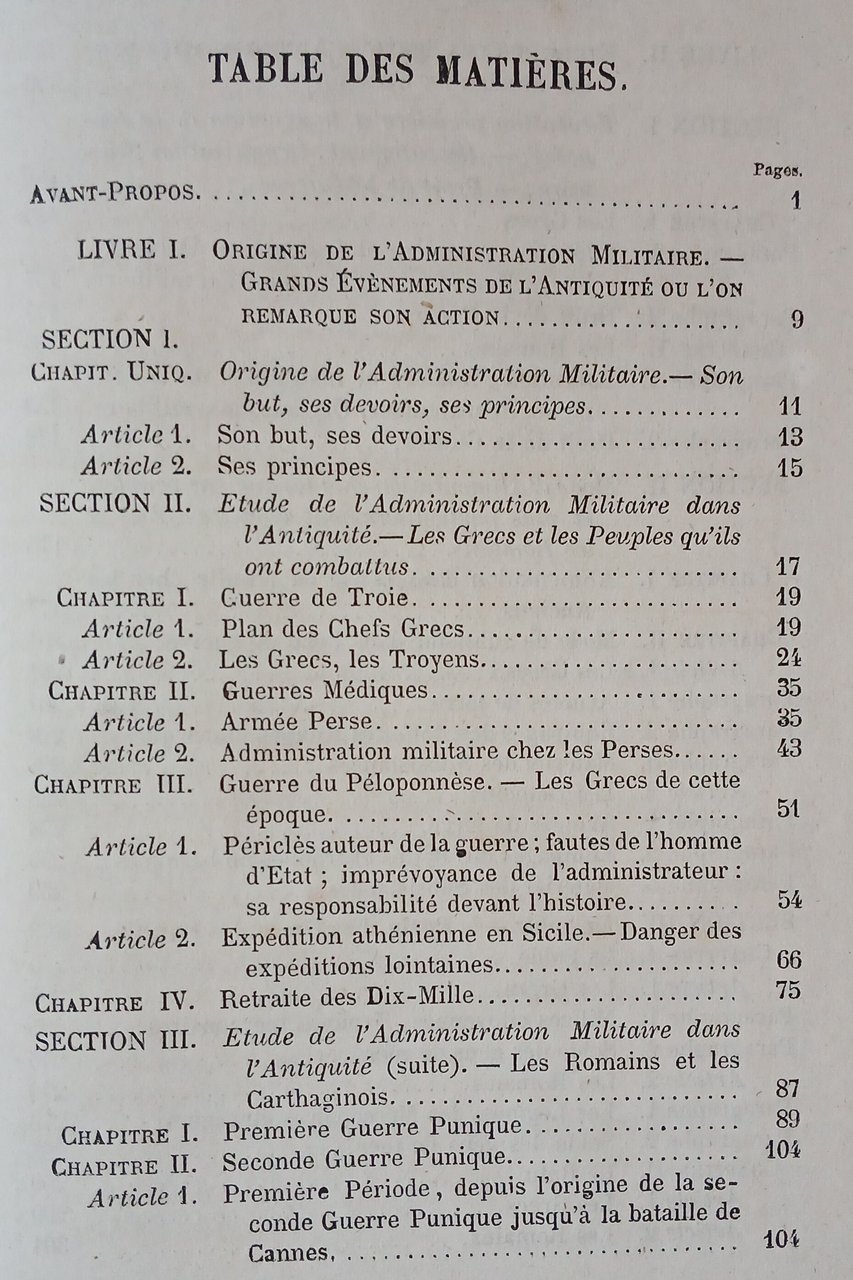 TABLE DES MATIÈRES.
Pages.
AVANT-PROPOS. .......................................... 1
LIVRE I. ORIGINE DE L'ADMINISTRATION MILITAIRE. —
GRANDS ÉVÈNEMENTS DE L'ANTIQUITÉ OU L'ON
REMARQUE SON ACTION.................... 9
SECTION I.
CHAPIT. UNIQ. Origine de l'Administration Militaire.— Son
but, ses devoirs, ses principes............. 11
Article 1. Son but, ses devoirs........................ 13
Article 2. Ses principes. .............................. 15
SECTION II. Etude de l'Administration Militaire dans
l'Antiquité.— Les Grecs et les Peuples qu'ils
ont combattus. ........................... 17
CHAPITRE I. Guerre de Troie. ........................... 19
Article 1. Plan des Chefs Grecs....................... 19
Article 2. Les Grecs, les Troyens...................... 24
CHAPITRE II. Guerres Médiques.......................... 35
Article 1. Armée Perse. .............................. 35
Article 2. Administration militaire chez les Perses...... 43
CHAPITRE III. Guerre du Péloponnèse. — Les Grecs de cette
époque. .................................. 51
Article 1. Périclès auteur de la guerre ; fautes de l'homme
d'Etat ; imprévoyance de l'administrateur :
sa responsabilité devant l'histoire.......... 54
Article 2. Expédition athénienne en Sicile.— Danger des
expéditions lointaines..................... 66
CHAPITRE IV. Retraite des Dix-Mille...................... 75
SECTION III. Etude de l'Administration Militaire dans
l'Antiquité (suite). — Les Romains et les
Carthaginois. ............................. 87
CHAPITRE I. Première Guerre Punique. ................. 89
CHAPITRE II. Seconde Guerre Punique................... 104
Article 1. Première Période, depuis l'origine de la se-
conde Guerre Punique jusqu'à la bataille de
Cannes, .................................. 104